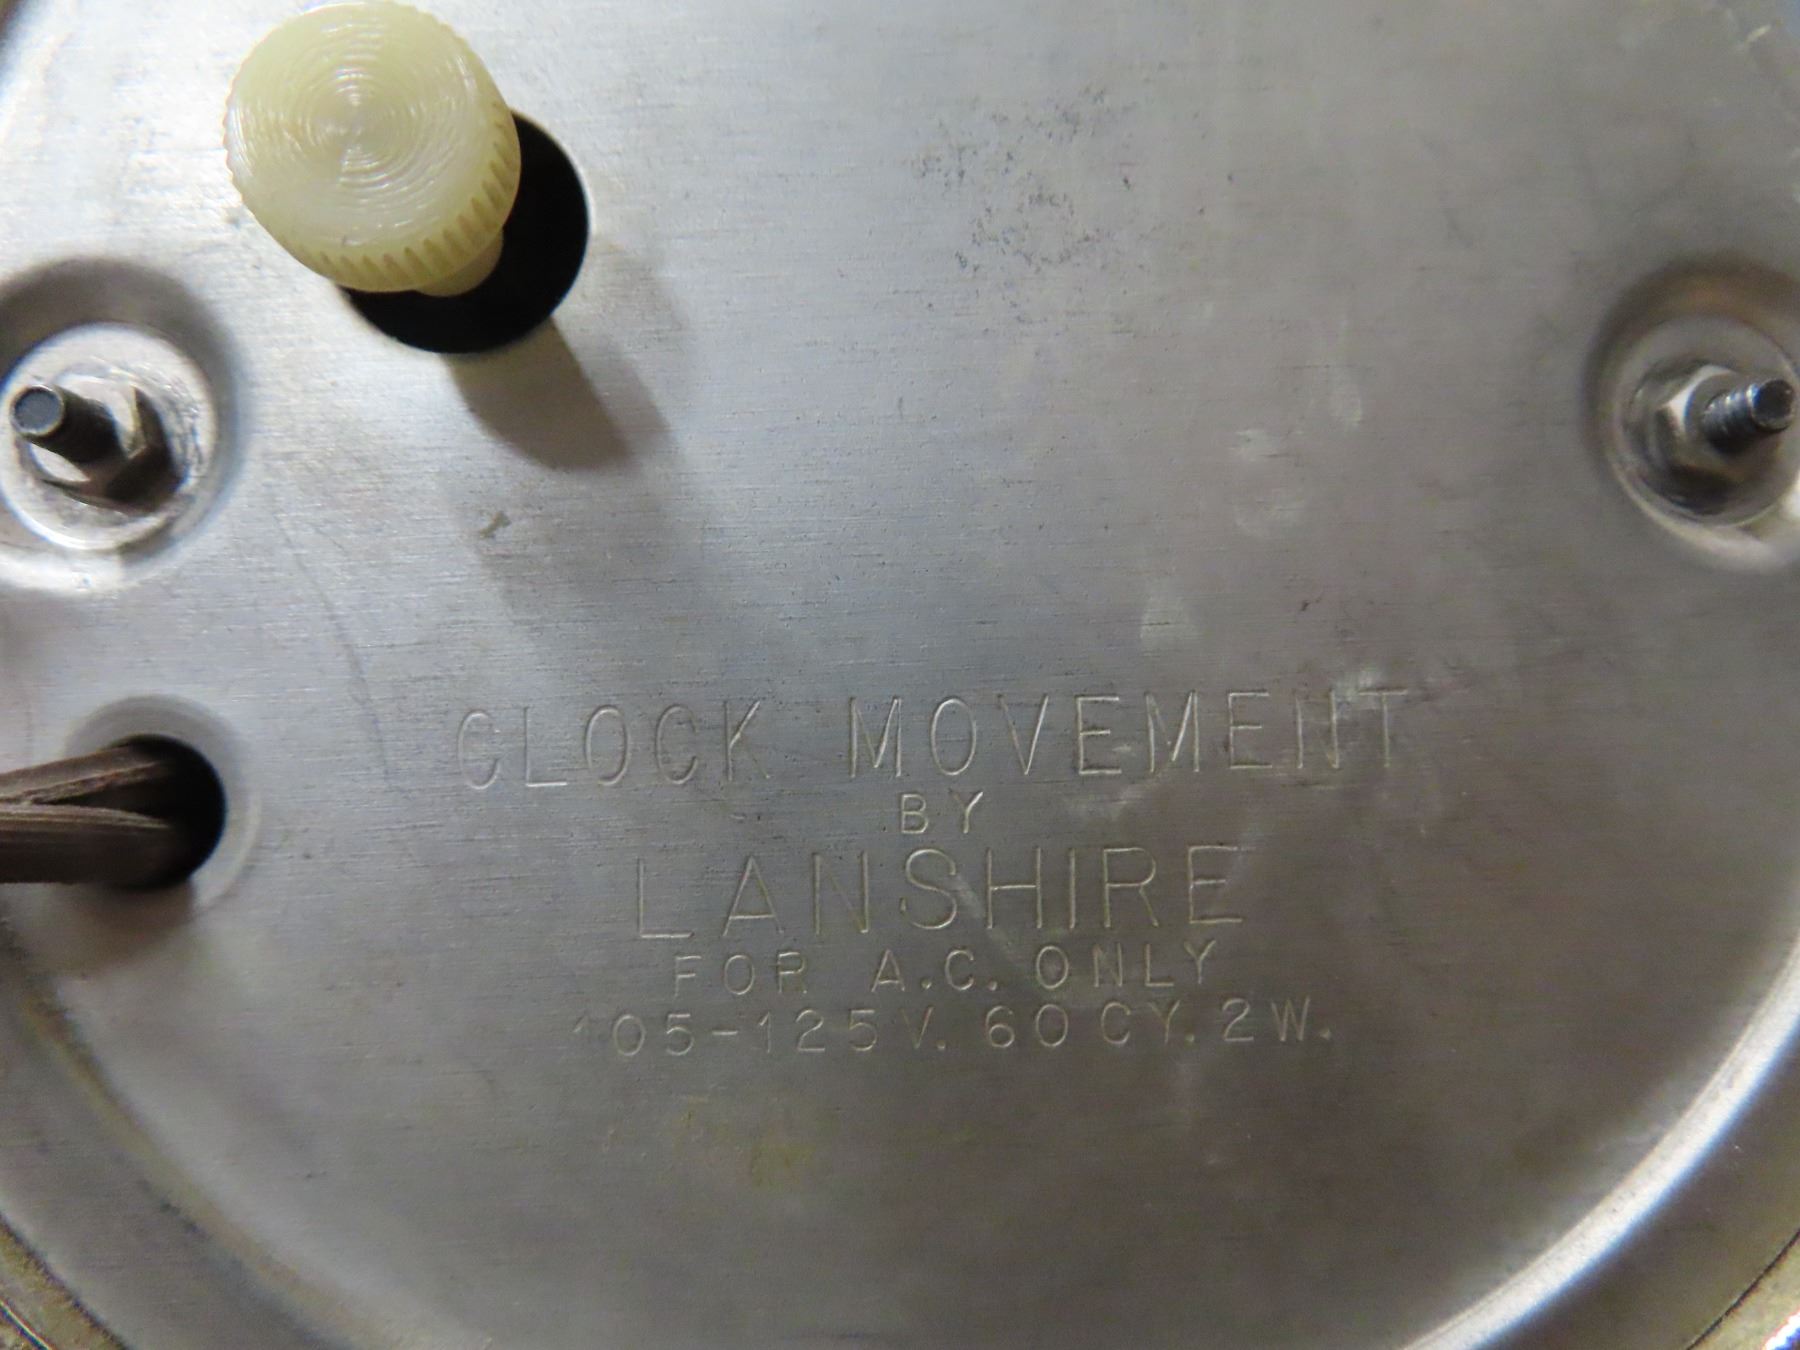 CLOCK MOVEMENT
BY
LANSHIRE
FOR A.C. ONLY
105-125V. 60 CY. 2W.